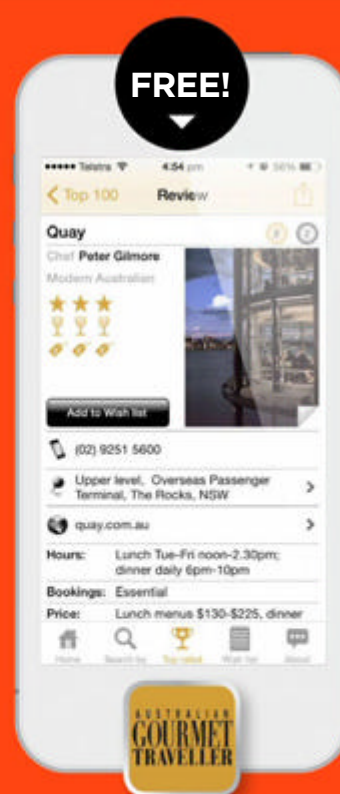 FREE!
Telstra 4:54 pm 56%
Top 100 Review
Quay
Chef Peter Gilmore
Modern Australian
Add to Wish list
(02) 9251 5600
Upper level, Overseas Passenger
Terminal, The Rocks, NSW
quay.com.au
Hours: Lunch Tue-Fri noon-2.30pm;
dinner daily 6pm-10pm
Bookings: Essential
Price: Lunch menus $130-$225, dinner
Home Search by Top rated Wish list About
AUSTRALIAN
GOURMET
TRAVELLER